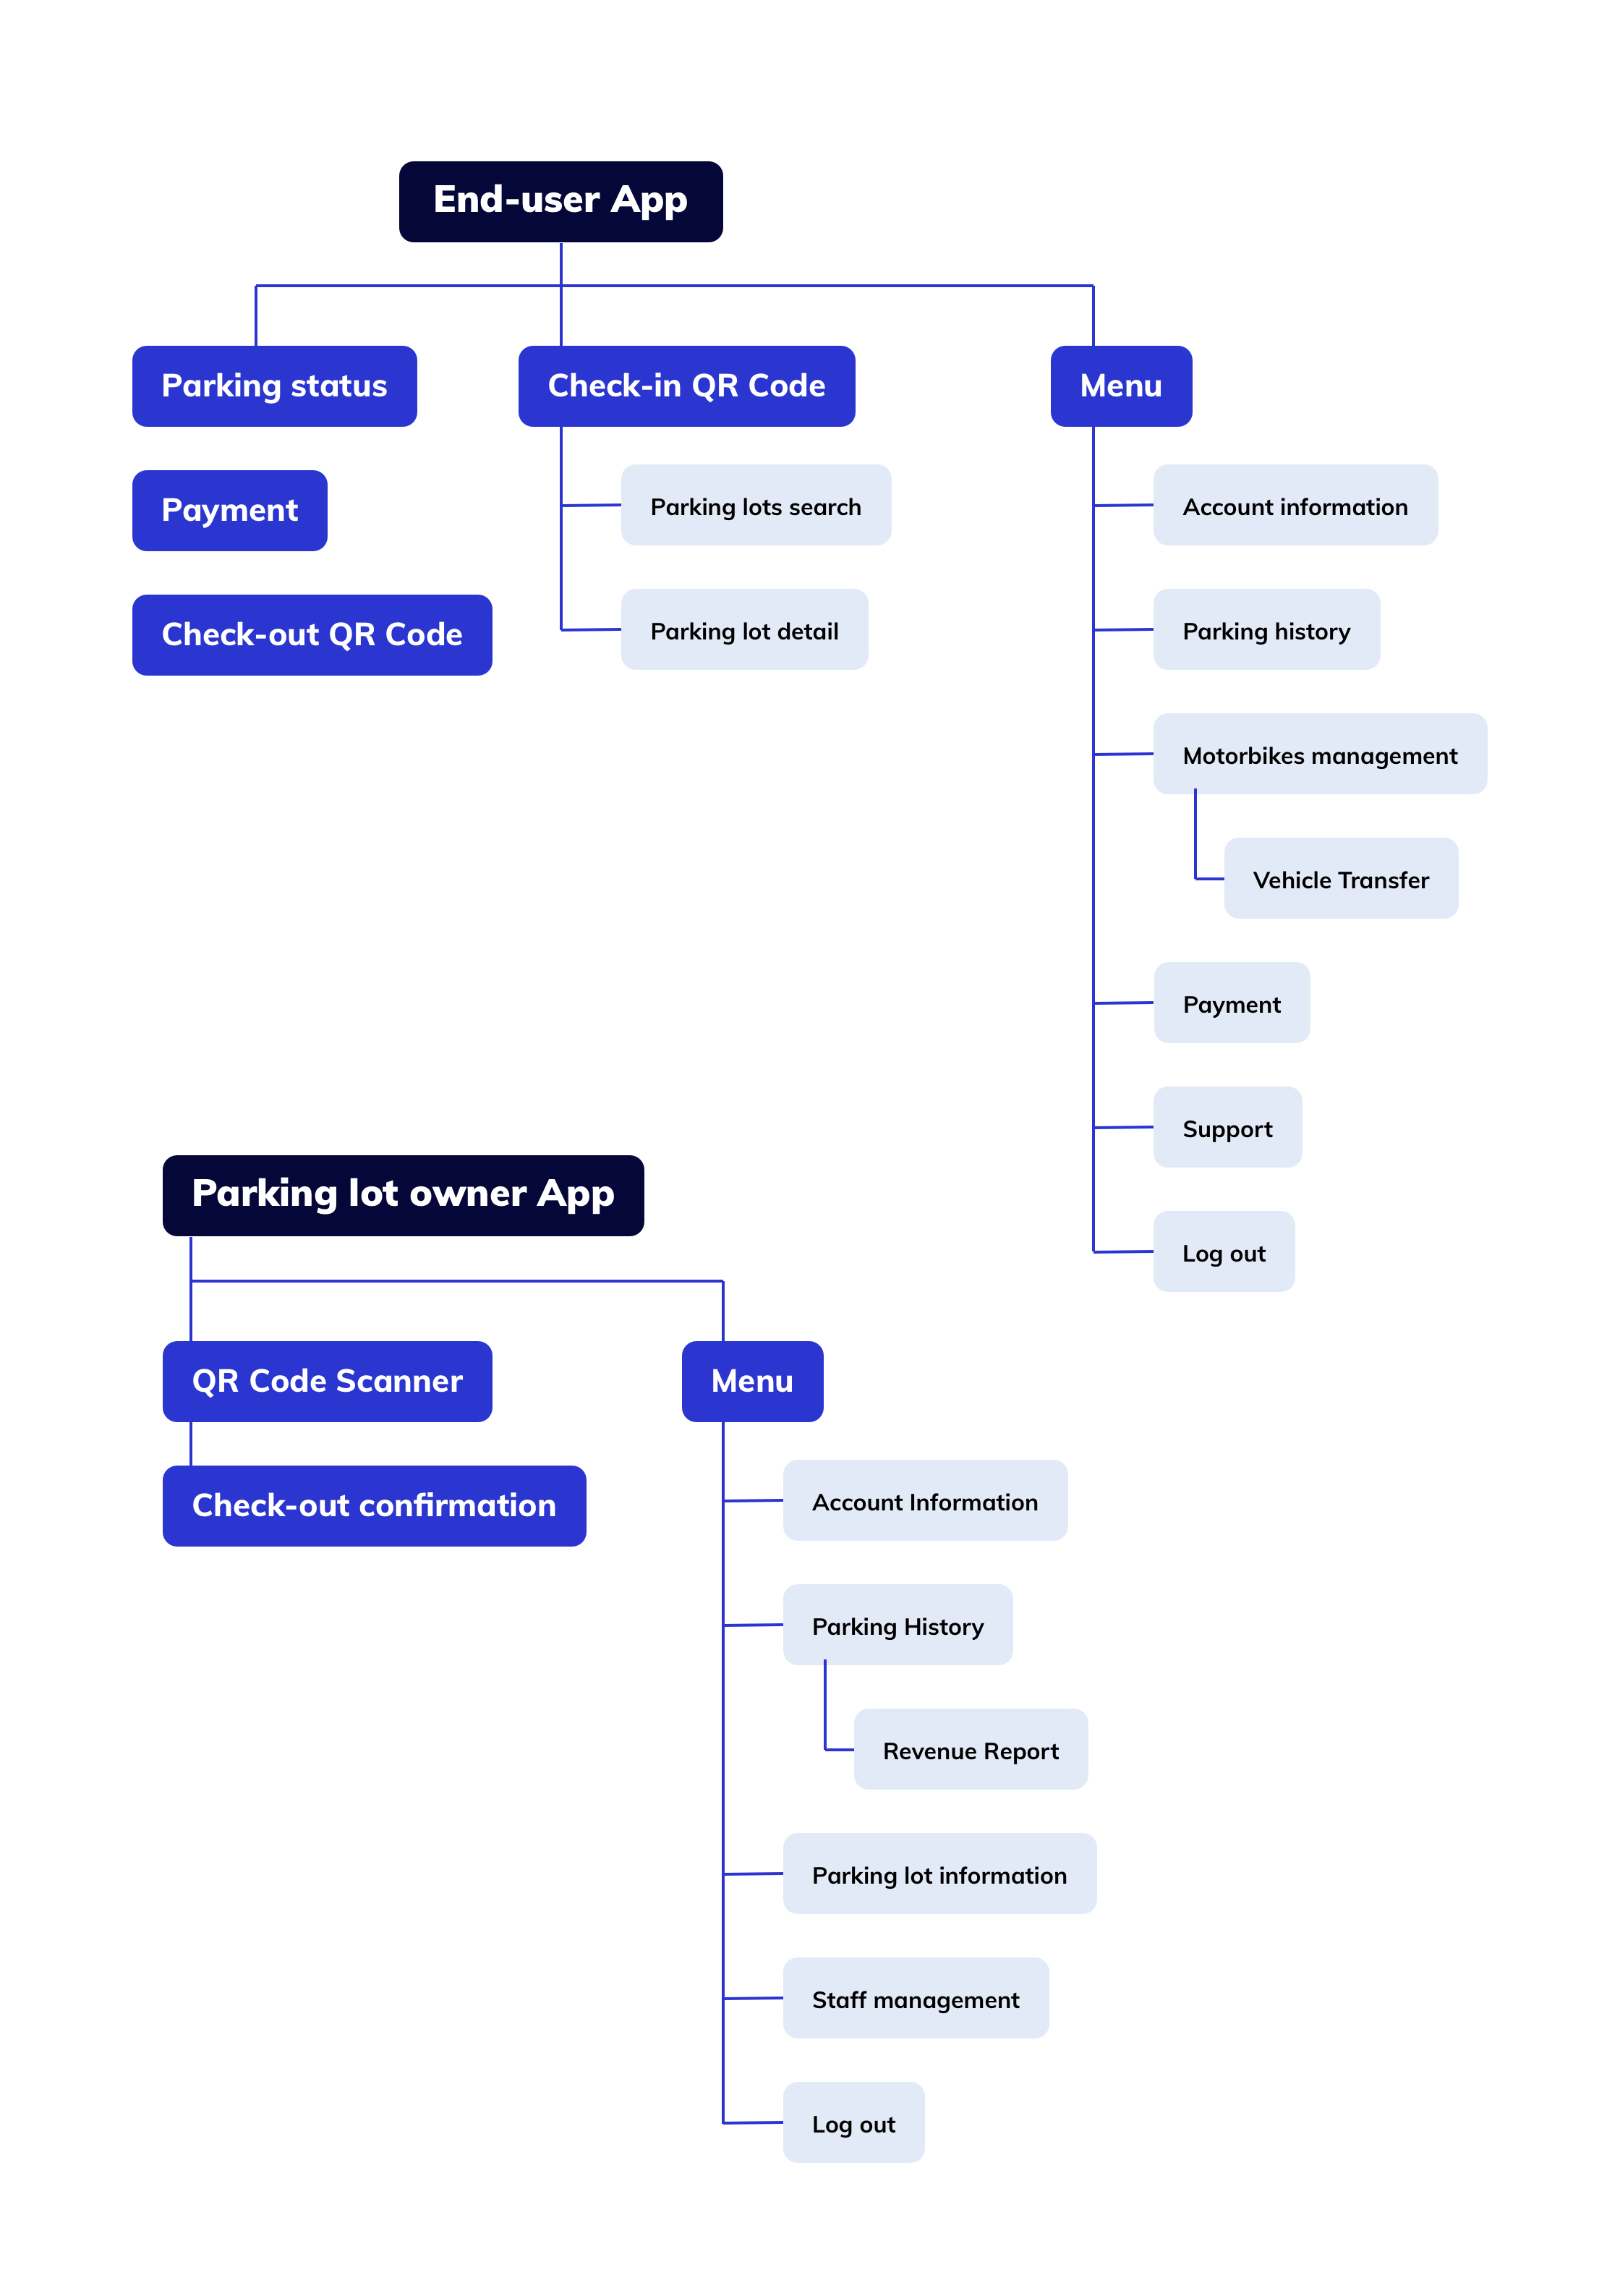 End-user App
Parking status
Check-in QR Code
Menu
Payment
Check-out QR Code
Parking lots search
Parking lot detail
Account information
Parking history
Motorbikes management
Vehicle Transfer
Payment
Support
Log out
Parking lot owner App
QR Code Scanner
Menu
Check-out confirmation
Account Information
Parking History
Revenue Report
Parking lot information
Staff management
Log out